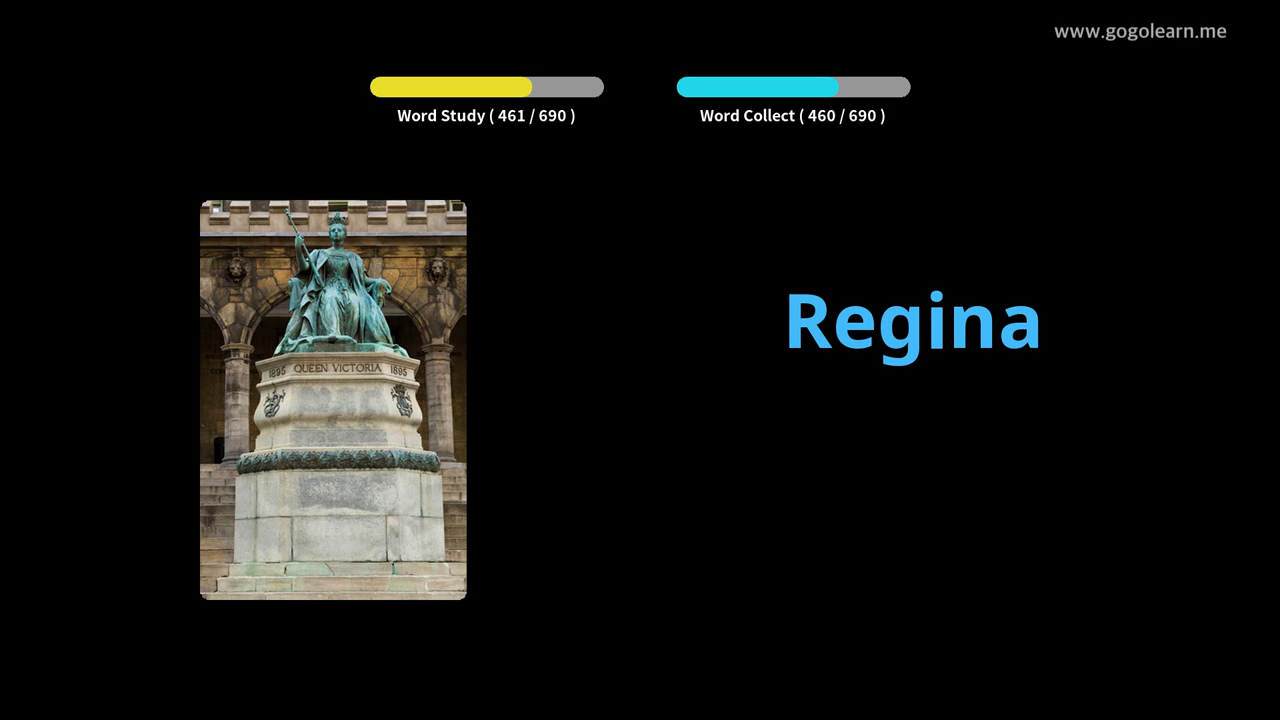 www.gogolearn.me
Word Study ( 461 / 690 )
Word Collect ( 460 / 690 )
Regina
1895 QUEEN VICTORIA 1895